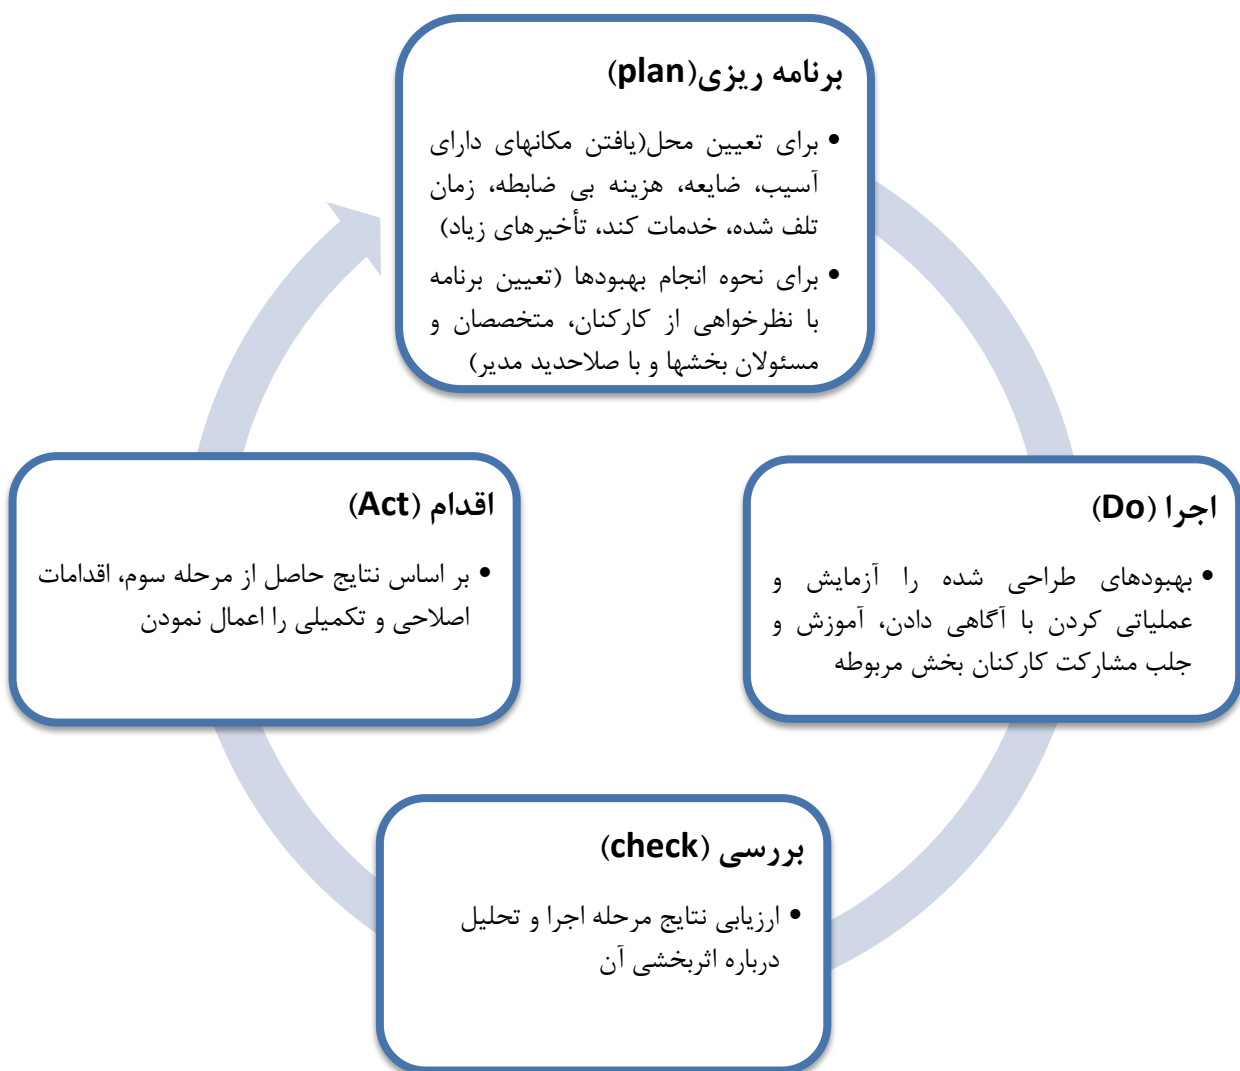 برنامه ریزی(plan)
• برای تعیین محل(یافتن مکانهای دارای
آسیب، ضایعه، هزینه بی ضابطه، زمان
تلف شده، خدمات کند، تأخیرهای زیاد)
• برای نحوه انجام بهبودها (تعیین برنامه
با نظرخواهی از کارکنان، متخصصان و
مسئولان بخشها و با صلاحدید مدیر)
اجرا (Do)
• بهبودهای طراحی شده را آزمایش و
عملیاتی کردن با آگاهی دادن، آموزش و
جلب مشارکت کارکنان بخش مربوطه
بررسی (check)
• ارزیابی نتایج مرحله اجرا و تحلیل
درباره اثربخشی آن
اقدام (Act)
• بر اساس نتایج حاصل از مرحله سوم، اقدامات
اصلاحی و تکمیلی را اعمال نمودن